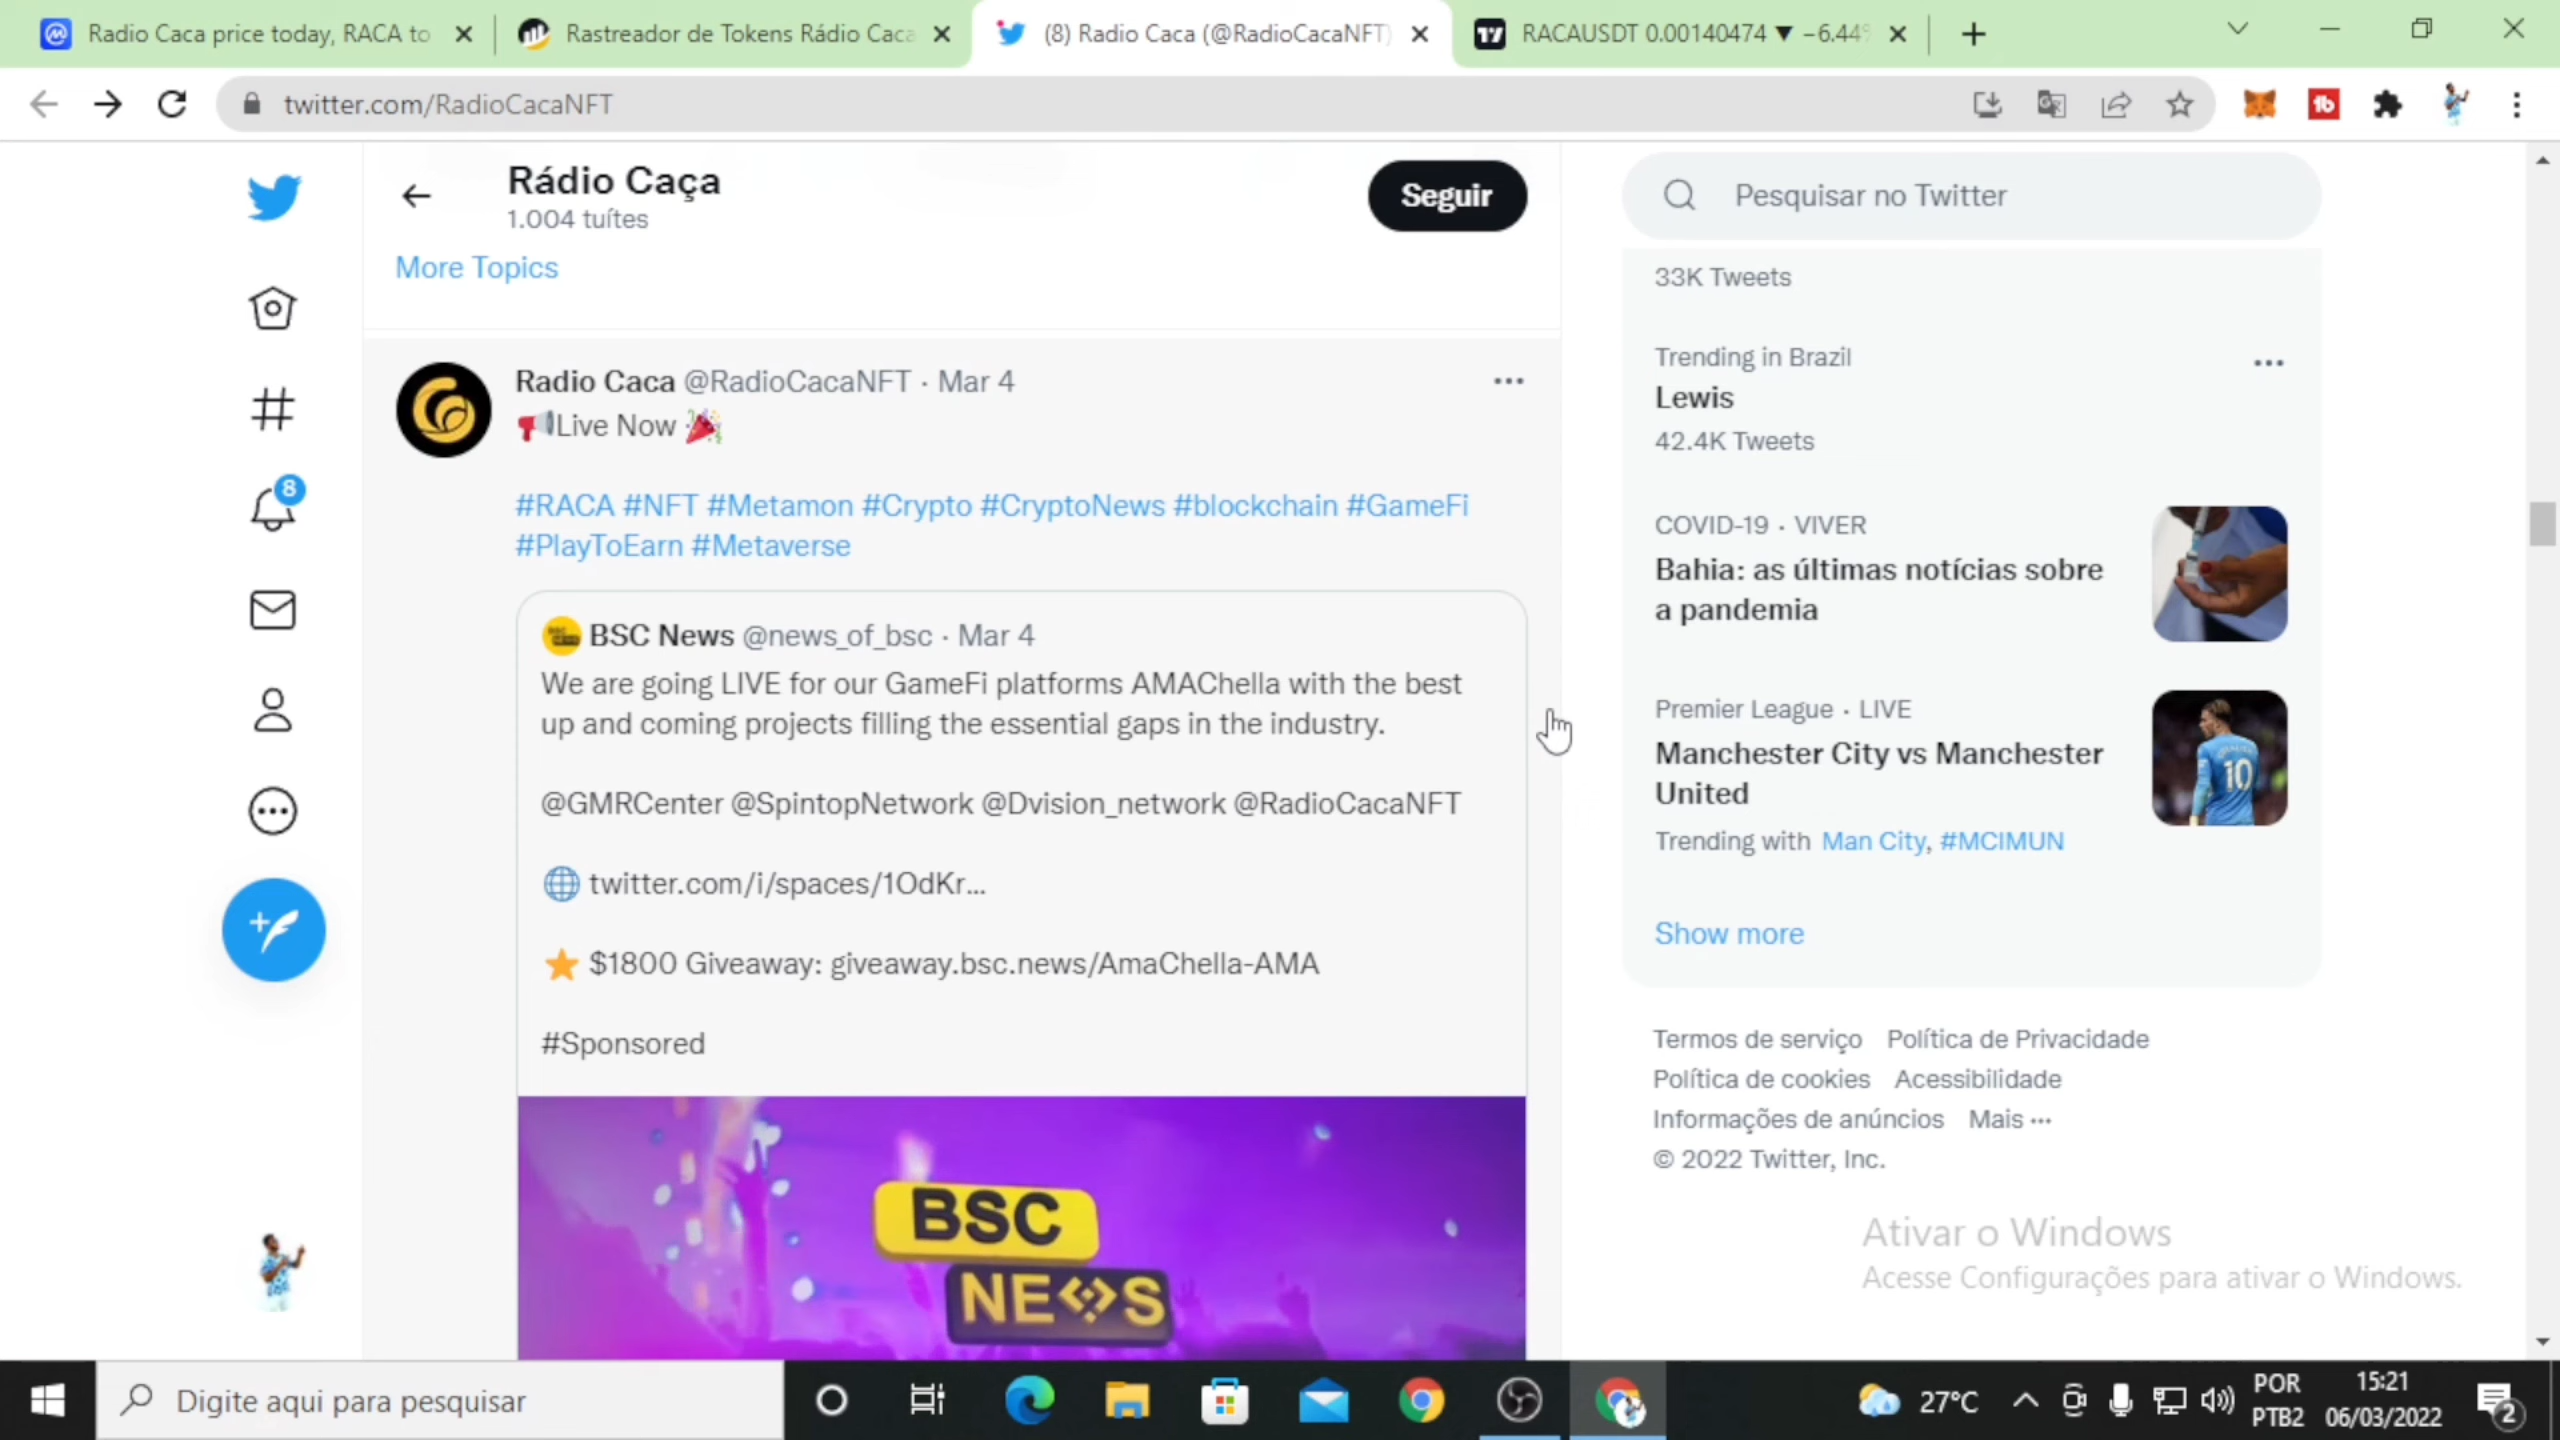 Radio Caca price today, RACA to
Rastreador de Tokens Rádio Caca
(8) Radio Caca (@RadioCacaNFT)
RACAUSDT 0.00140474 ▼ −6.44%
twitter.com/RadioCacaNFT
Rádio Caça
1.004 tuítes
Seguir
Pesquisar no Twitter
More Topics
Radio Caca @RadioCacaNFT · Mar 4
📢Live Now 🎉
#RACA #NFT #Metamon #Crypto #CryptoNews #blockchain #GameFi
#PlayToEarn #Metaverse
BSC News @news_of_bsc · Mar 4
We are going LIVE for our GameFi platforms AMAChella with the best
up and coming projects filling the essential gaps in the industry.
@GMRCenter @SpintopNetwork @Dvision_network @RadioCacaNFT
🌐 twitter.com/i/spaces/1OdKr…
⭐ $1800 Giveaway: giveaway.bsc.news/AmaChella-AMA
#Sponsored
BSC
NEWS
8
33K Tweets
Trending in Brazil
Lewis
42.4K Tweets
COVID-19 · VIVER
Bahia: as últimas notícias sobre
a pandemia
Premier League · LIVE
Manchester City vs Manchester
United
10
Trending with Man City, #MCIMUN
Show more
Termos de serviço Política de Privacidade
Política de cookies Acessibilidade
Informações de anúncios Mais ···
© 2022 Twitter, Inc.
Ativar o Windows
Acesse Configurações para ativar o Windows.
Digite aqui para pesquisar
27°C
POR
PTB2
15:21
06/03/2022
2